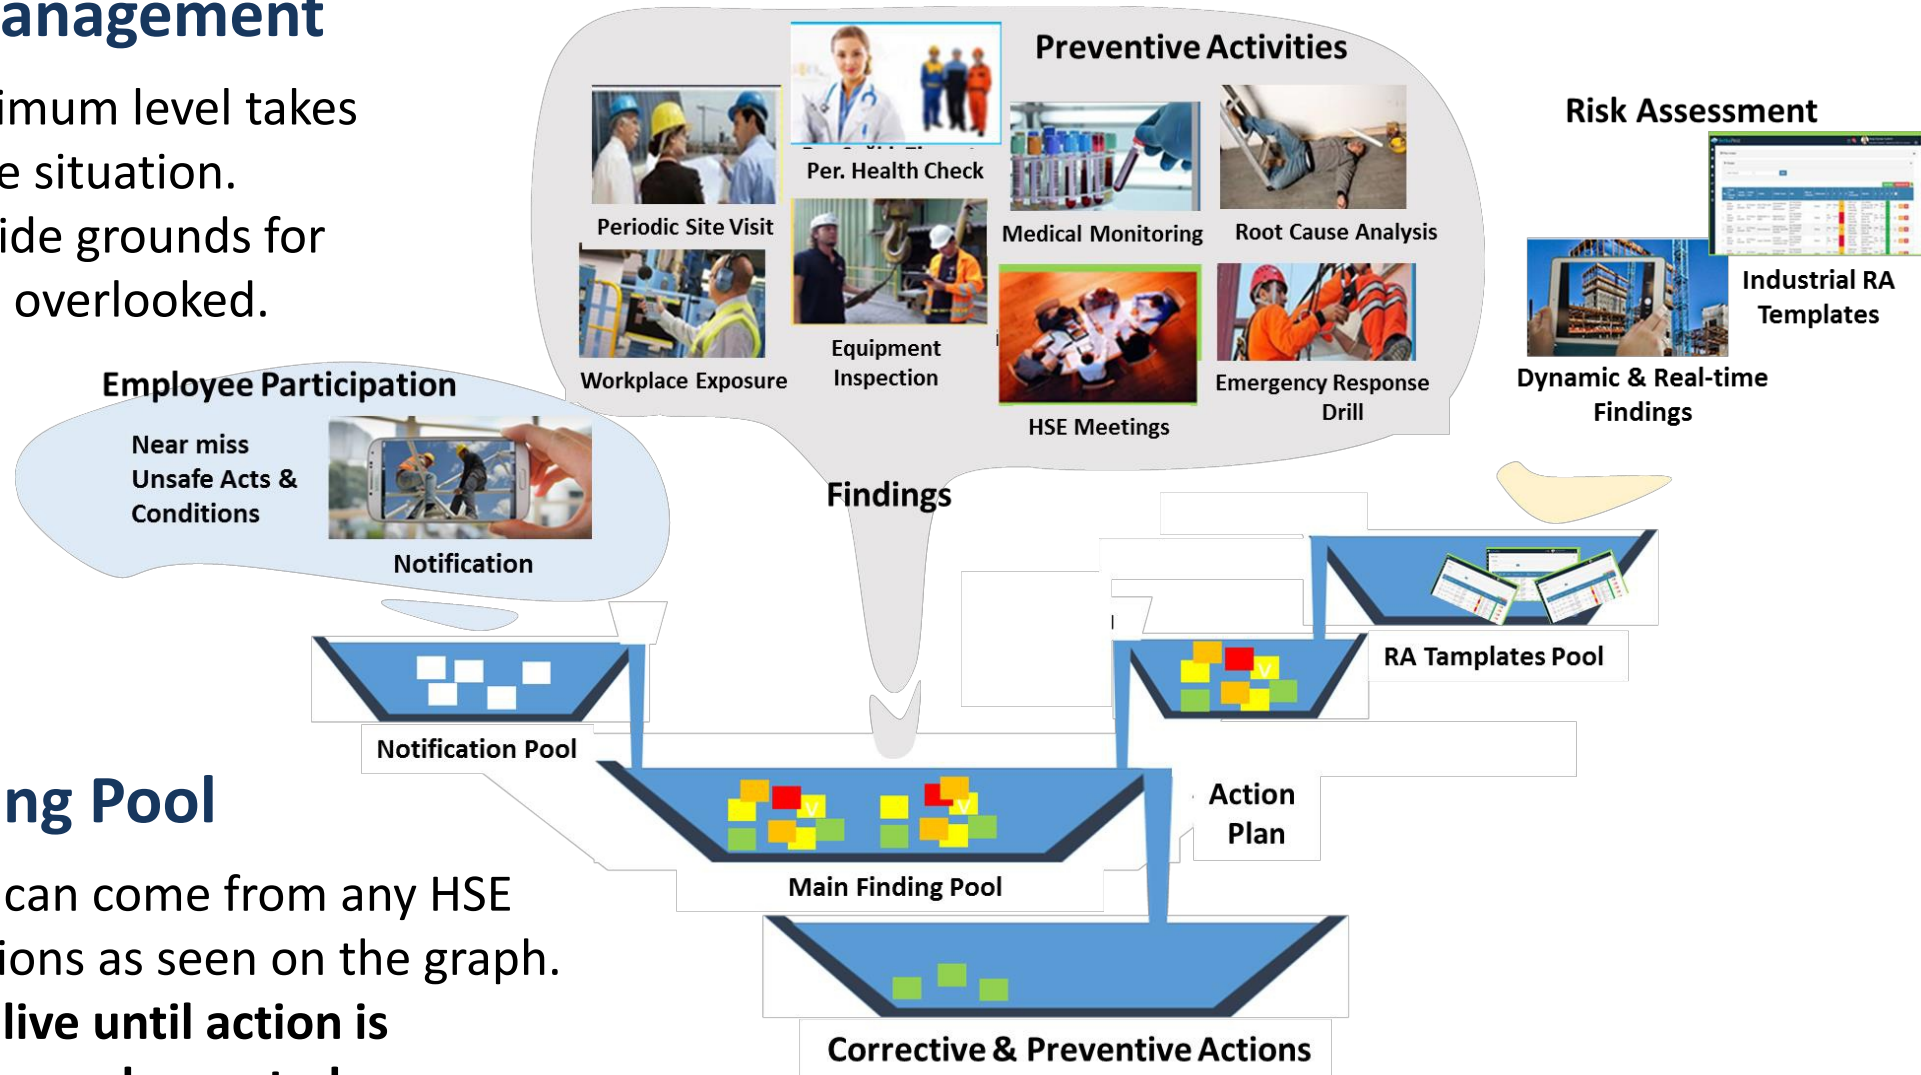 anagement
imum level takes
e situation.
ide grounds for
overlooked.
Preventive Activities
Per. Health Check
Periodic Site Visit
Medical Monitoring
Root Cause Analysis
Workplace Exposure
Equipment
Inspection
HSE Meetings
Emergency Response
Drill
Risk Assessment
Industrial RA
Templates
Dynamic & Real-time
Findings
Employee Participation
Near miss
Unsafe Acts &
Conditions
Notification
Findings
RA Tamplates Pool
Notification Pool
V
V
V
Action
Plan
Main Finding Pool
Corrective & Preventive Actions
ng Pool
can come from any HSE
ions as seen on the graph.
live until action is